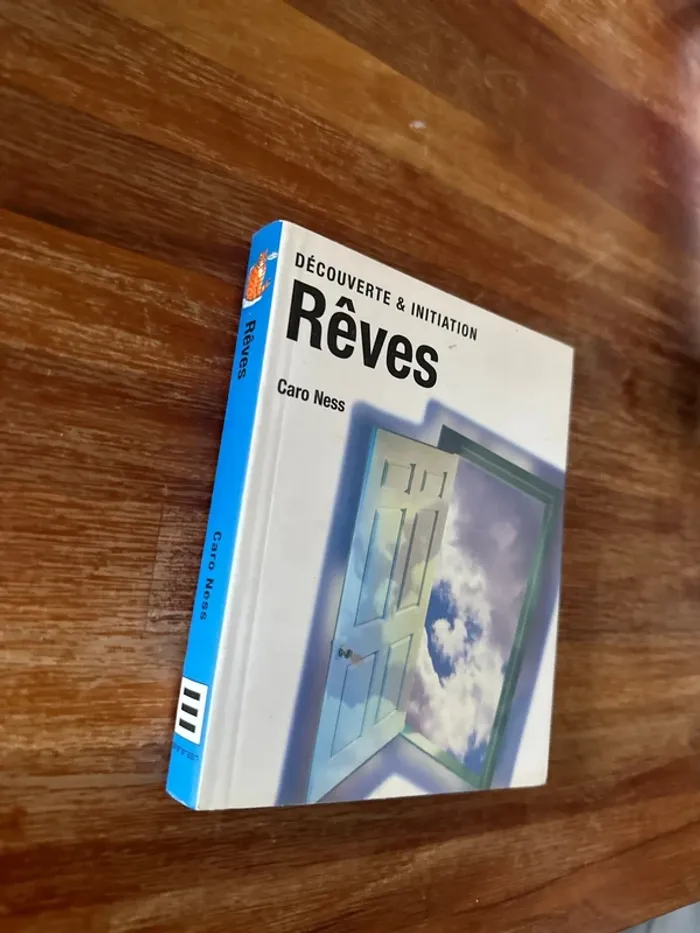 DÉCOUVERTE & INITIATION
Rêves
Caro Ness
Rêves
Caro Ness